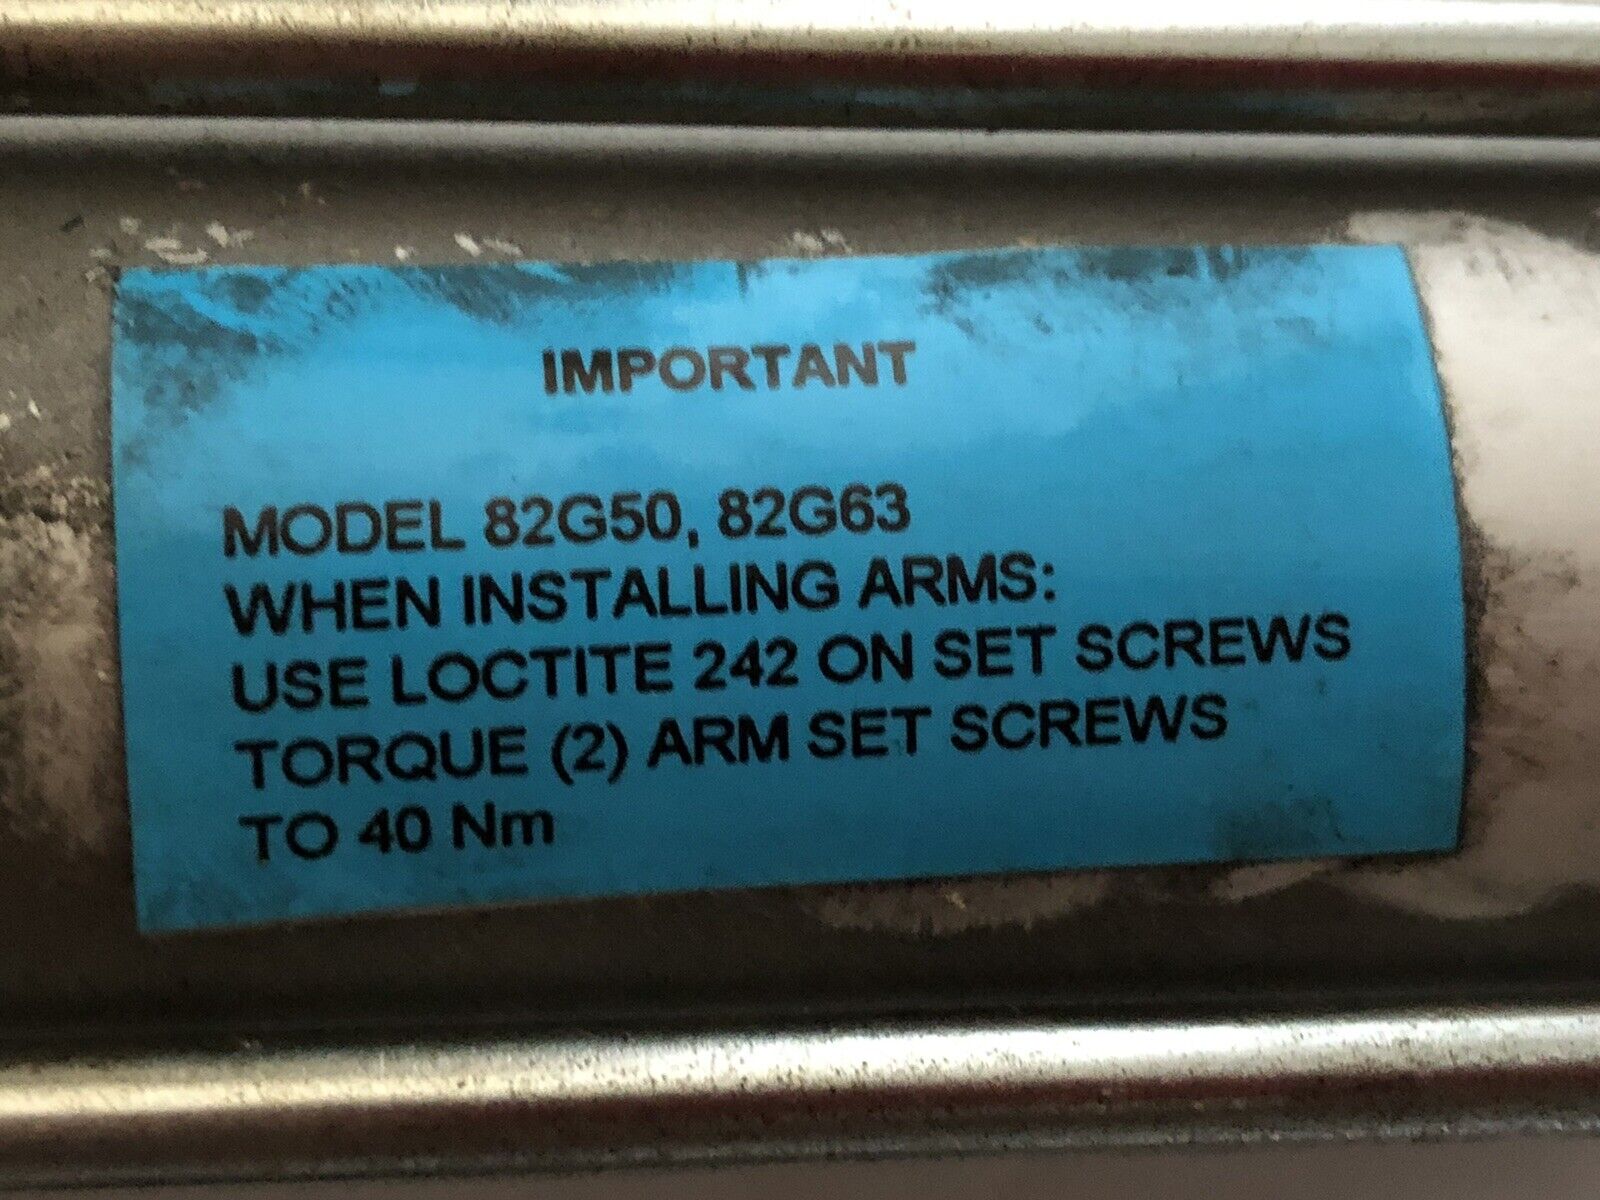 IMPORTANT
MODEL 82G50, 82G63
WHEN INSTALLING ARMS:
USE LOCTITE 242 ON SET SCREWS
TORQUE (2) ARM SET SCREWS
TO 40 Nm